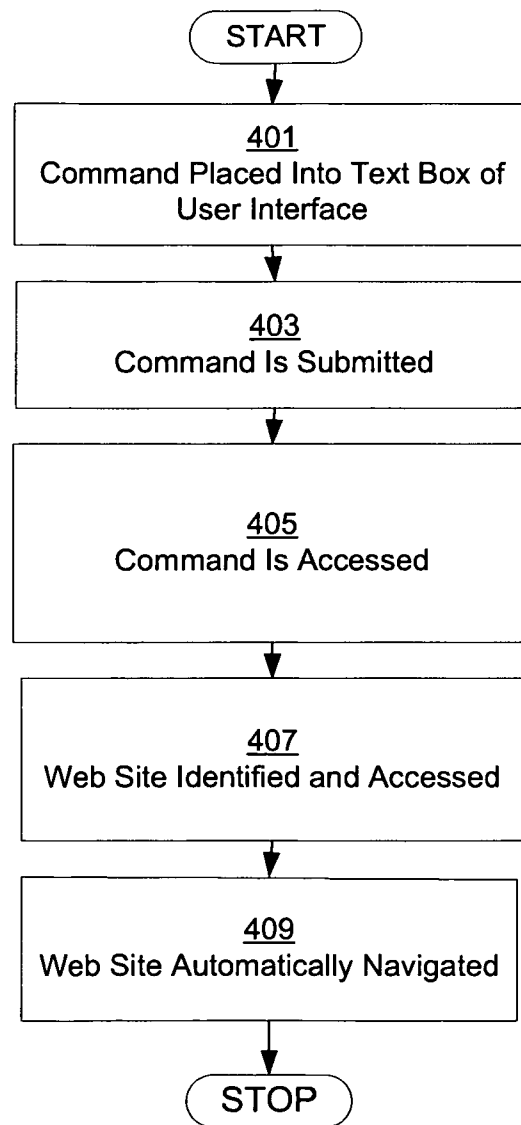 START
401
Command Placed Into Text Box of
User Interface
403
Command Is Submitted
405
Command Is Accessed
407
Web Site Identified and Accessed
409
Web Site Automatically Navigated
STOP